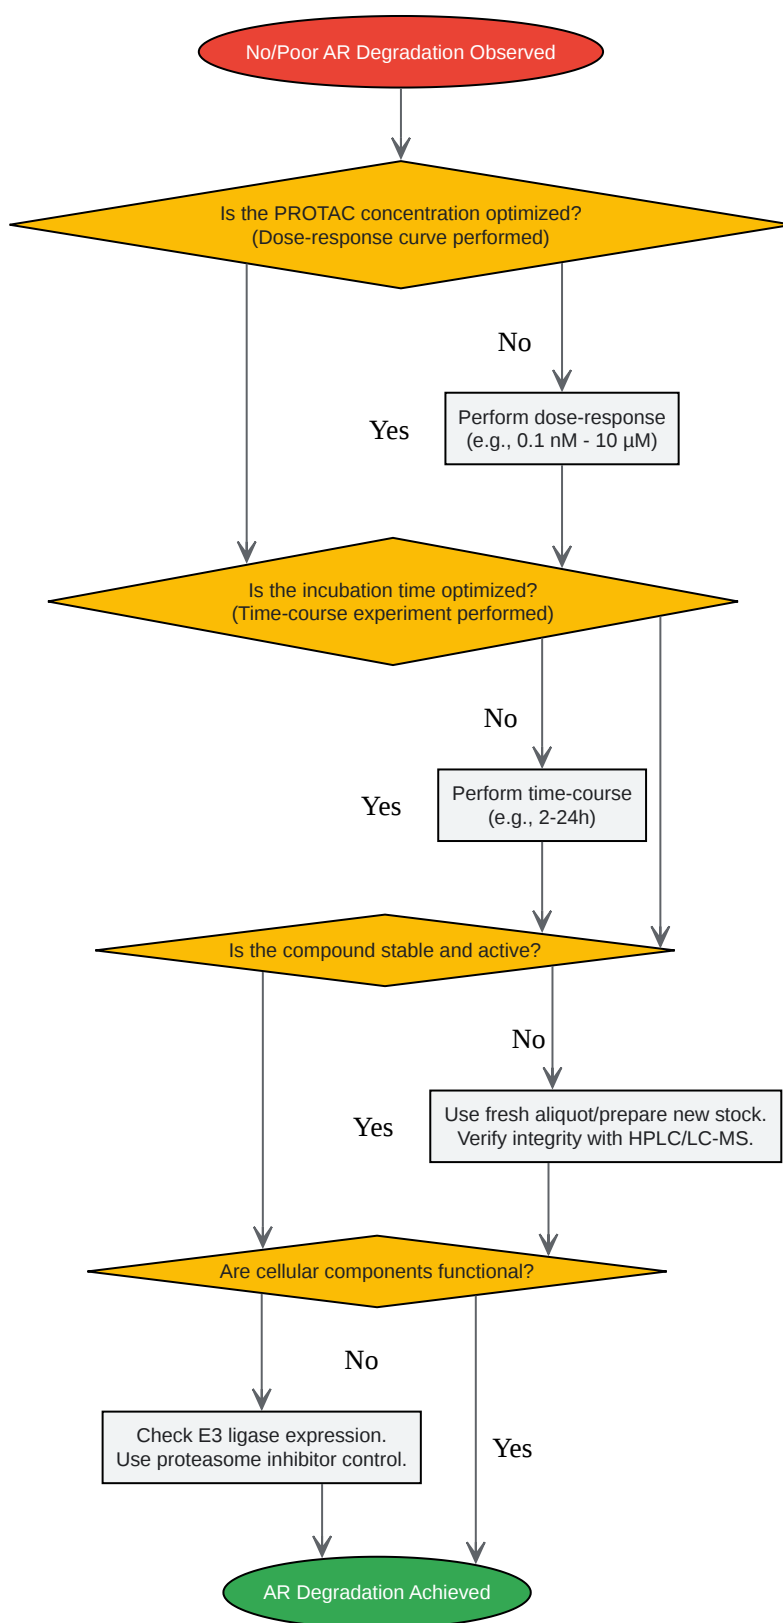 No/Poor AR Degradation Observed
Is the PROTAC concentration optimized?
(Dose-response curve performed)
No
Yes
Perform dose-response
(e.g., 0.1 nM - 10 µM)
Is the incubation time optimized?
(Time-course experiment performed)
No
Yes
Perform time-course
(e.g., 2-24h)
Is the compound stable and active?
No
Yes
Use fresh aliquot/prepare new stock.
Verify integrity with HPLC/LC-MS.
Are cellular components functional?
No
Check E3 ligase expression.
Use proteasome inhibitor control.
Yes
AR Degradation Achieved